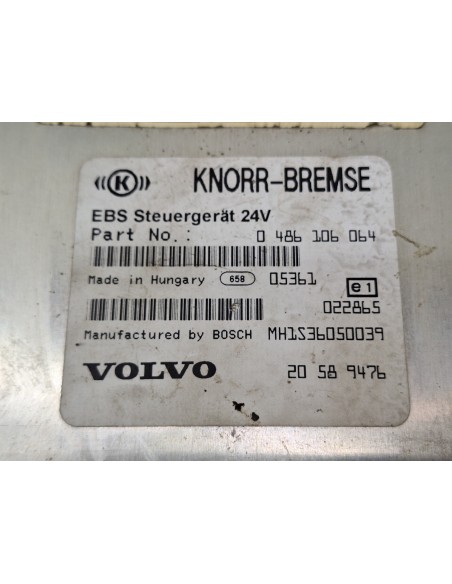 ((K)) KNORR-BREMSE
EBS Steuergerät 24V
Part No.: 0 486 106 064
Made in Hungary 658 05361 e1
022865
Manufactured by BOSCH MH1S36050039
VOLVO 20 58 9476